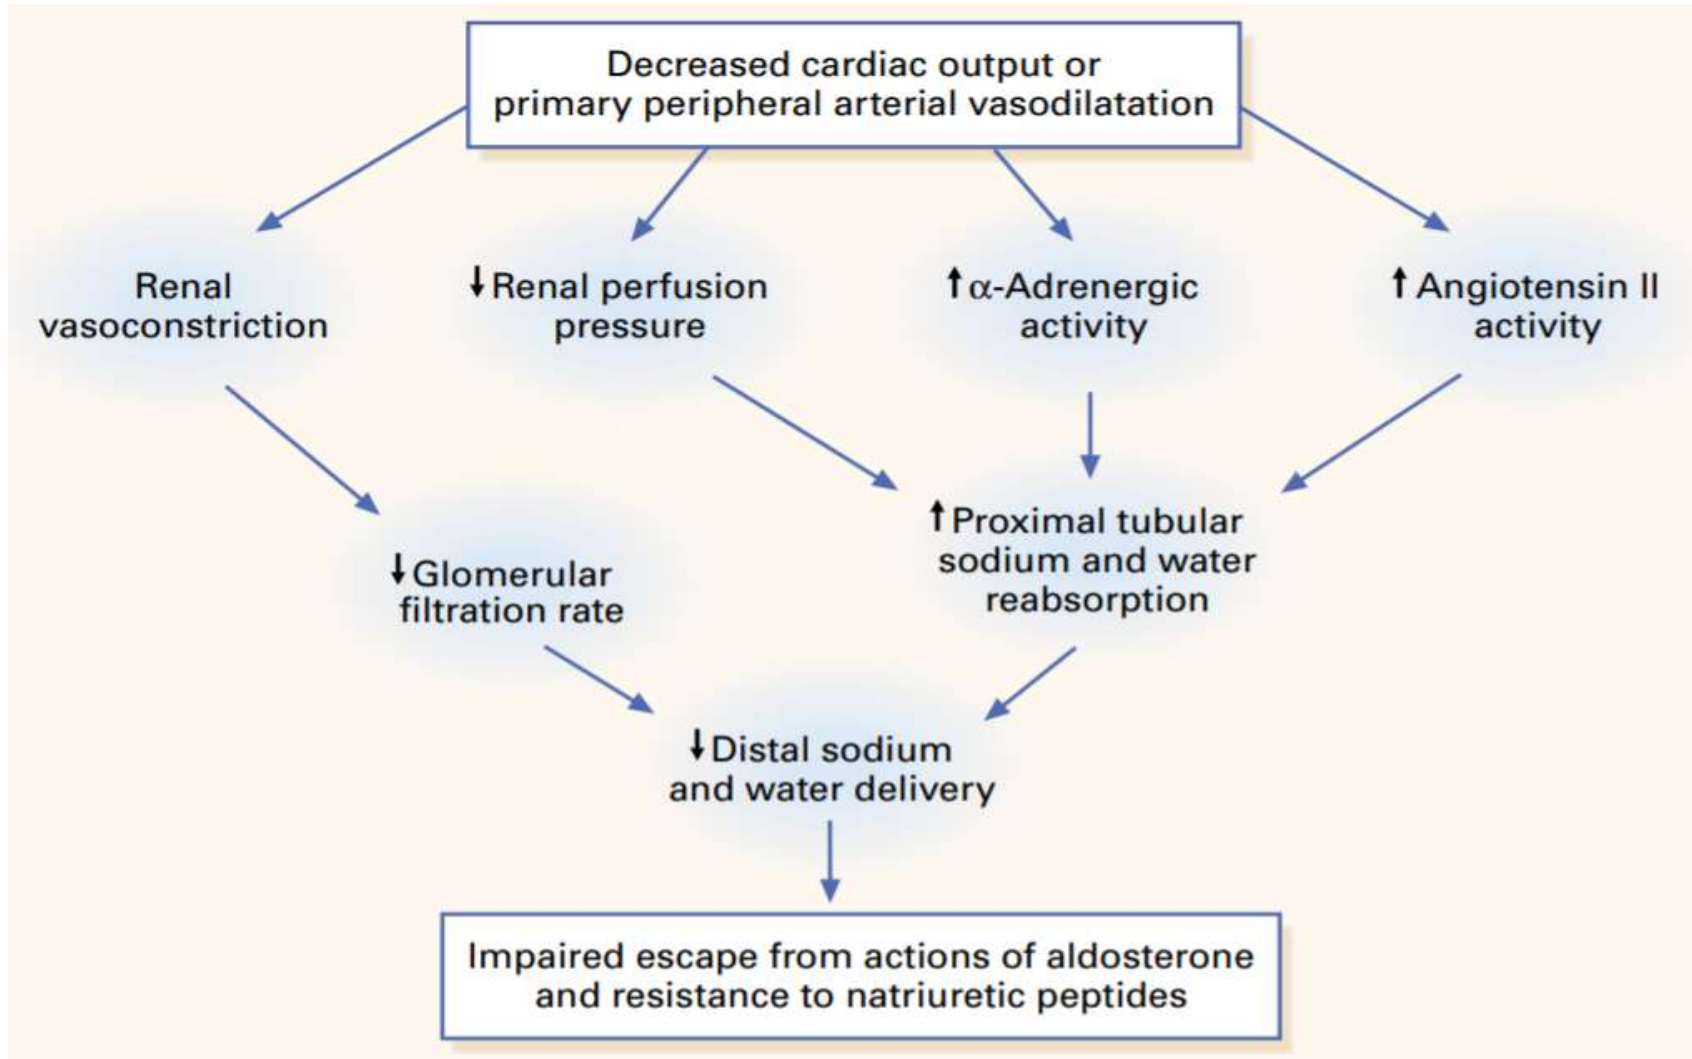 Decreased cardiac output or
primary peripheral arterial vasodilatation
Renal
vasoconstriction
↓Renal perfusion
pressure
↑α-Adrenergic
activity
↑Angiotensin II
activity
↓Glomerular
filtration rate
↑Proximal tubular
sodium and water
reabsorption
↓Distal sodium
and water delivery
Impaired escape from actions of aldosterone
and resistance to natriuretic peptides